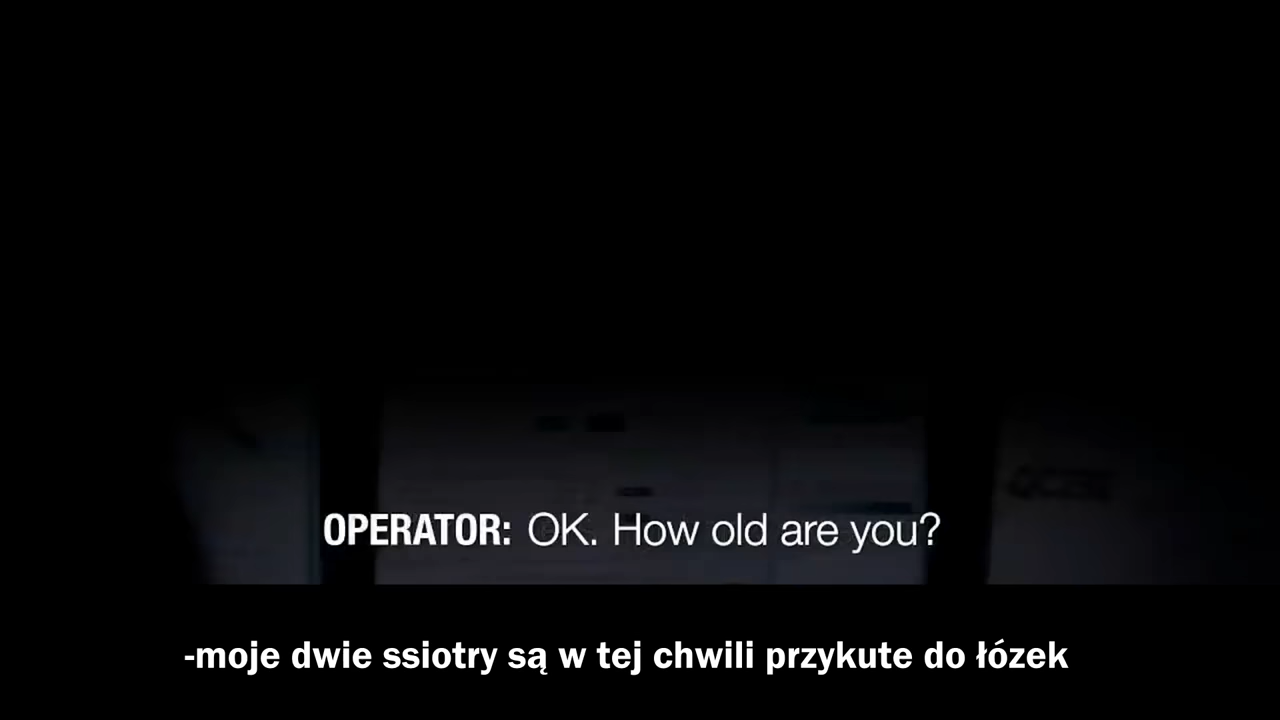 OPERATOR: OK. How old are you?
-moje dwie ssiotry są w tej chwili przykute do łózek